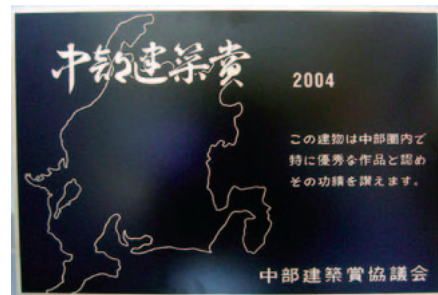 中部建築賞
2004
この建物は中部圏内で
特に優秀な作品と認め
その功績を讃えます。
中部建築賞協議会